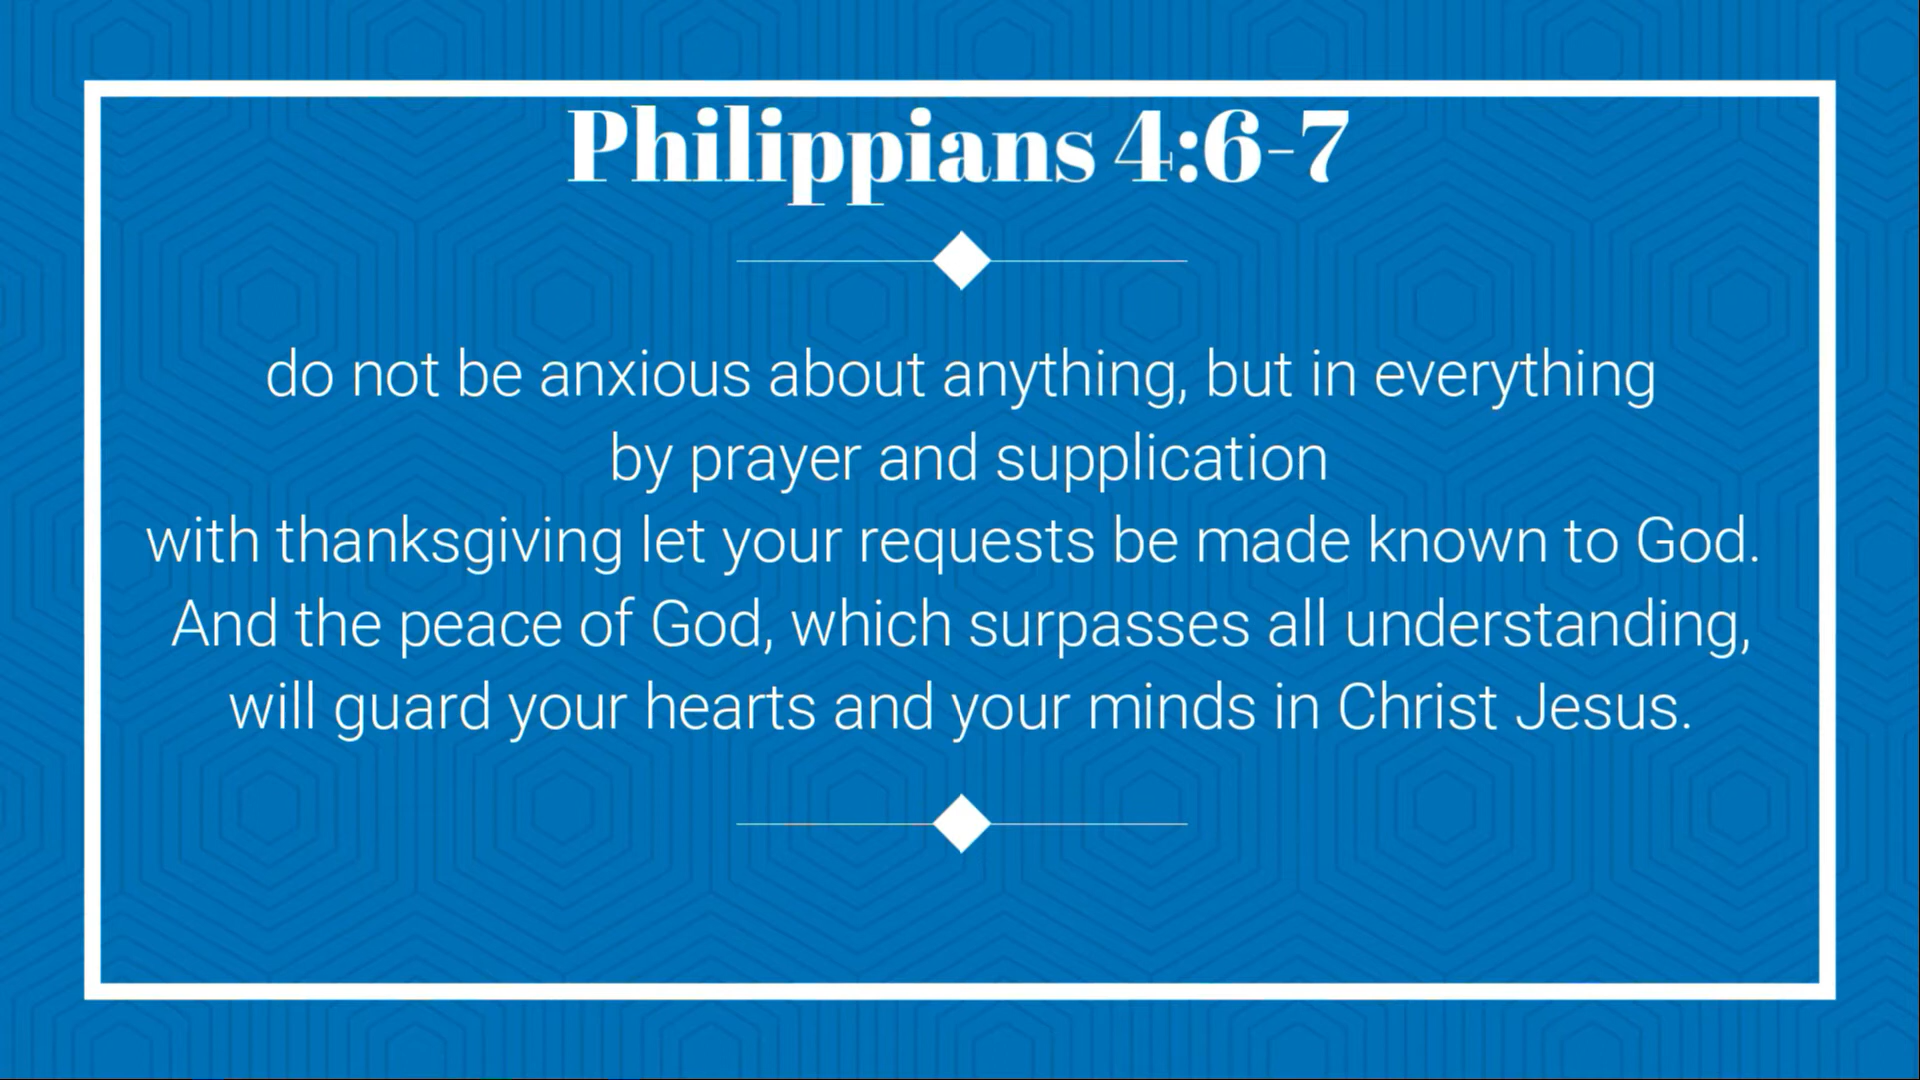 Philippians 4:6-7
do not be anxious about anything, but in everything
by prayer and supplication
with thanksgiving let your requests be made known to God.
And the peace of God, which surpasses all understanding,
will guard your hearts and your minds in Christ Jesus.